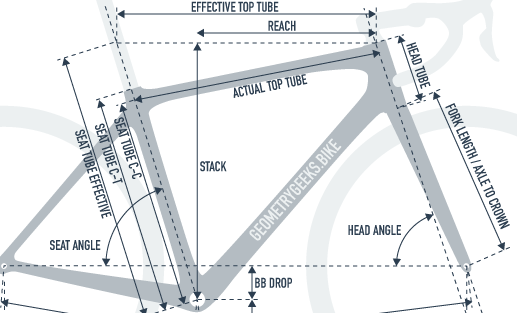 EFFECTIVE TOP TUBE
REACH
HEAD TUBE
ACTUAL TOP TUBE
FORK LENGTH / AXLE TO CROWN
SEAT TUBE C-C
SEAT TUBE C-T
SEAT TUBE EFFECTIVE
STACK
GEOMETRYGEEKS.BIKE
SEAT ANGLE
HEAD ANGLE
BB DROP